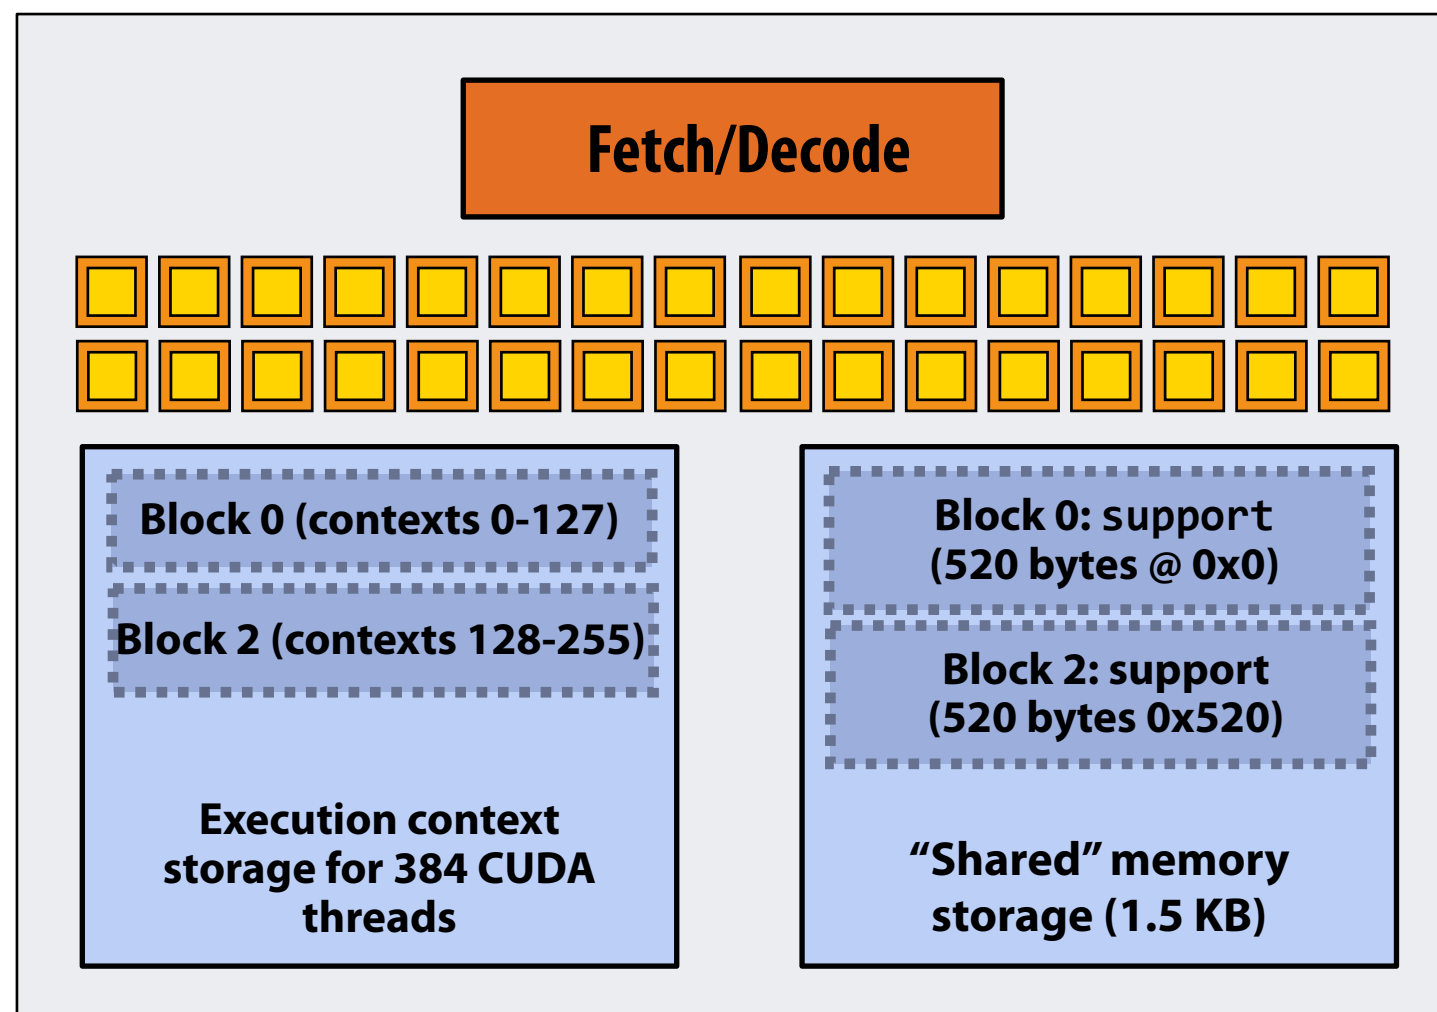 Fetch/Decode
Block 0 (contexts 0-127)
Block 2 (contexts 128-255)
Execution context
storage for 384 CUDA
threads
Block 0: support
(520 bytes @ 0x0)
Block 2: support
(520 bytes 0x520)
“Shared” memory
storage (1.5 KB)